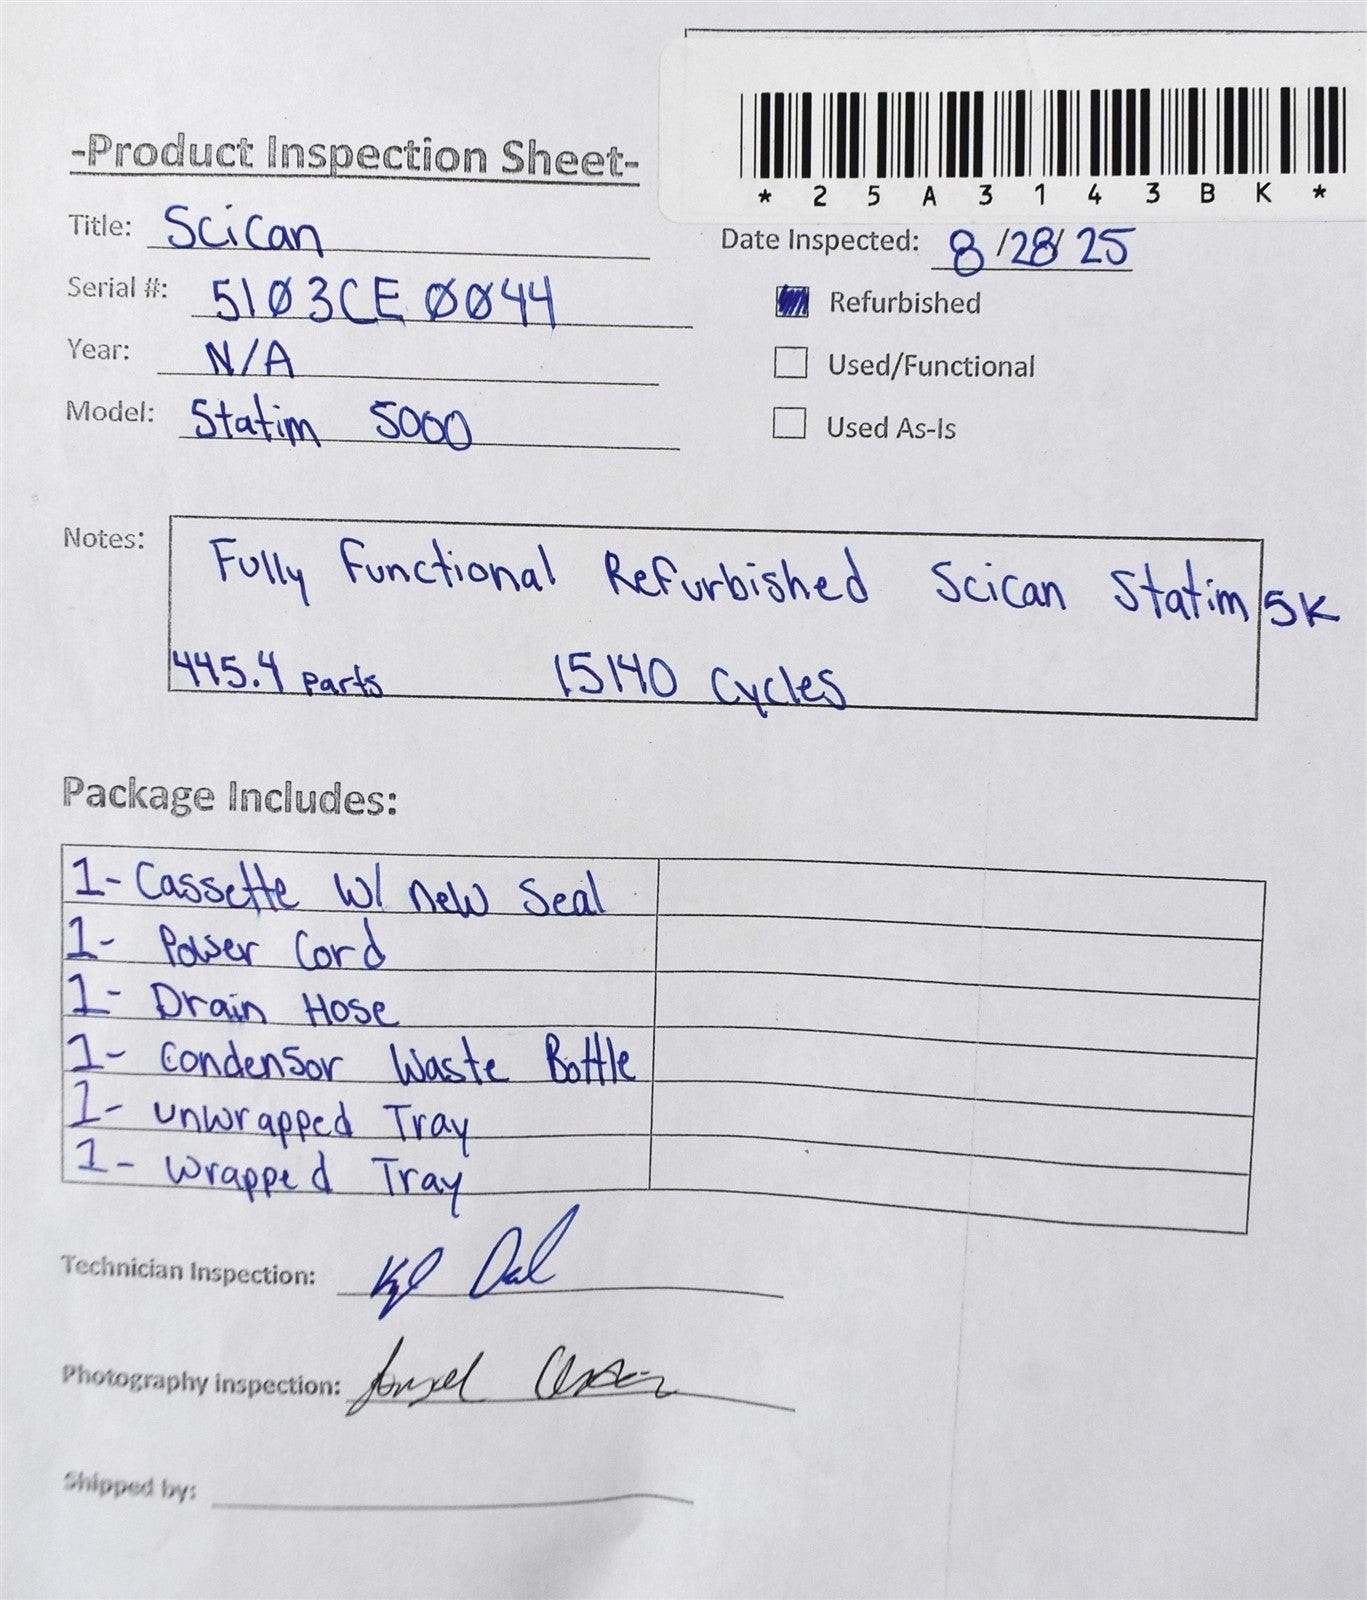 * 2 5 A 3 1 4 3 B K *
-Product Inspection Sheet-
Title: Scican
Date Inspected: 8/28/25
Serial #: 51Ø3CE ØØ44
Refurbished
Year: N/A
Used/Functional
Model: Statim 5000
Used As-Is
Notes: Fully Functional Refurbished Scican Statim 5K
445.4 parts 15140 Cycles
Package Includes:
1- Cassette w/ new Seal
1- Power Cord
1- Drain Hose
1- Condensor Waste Bottle
1- unwrapped Tray
1- wrapped Tray
Technician Inspection:
Photography inspection:
Shipped by: